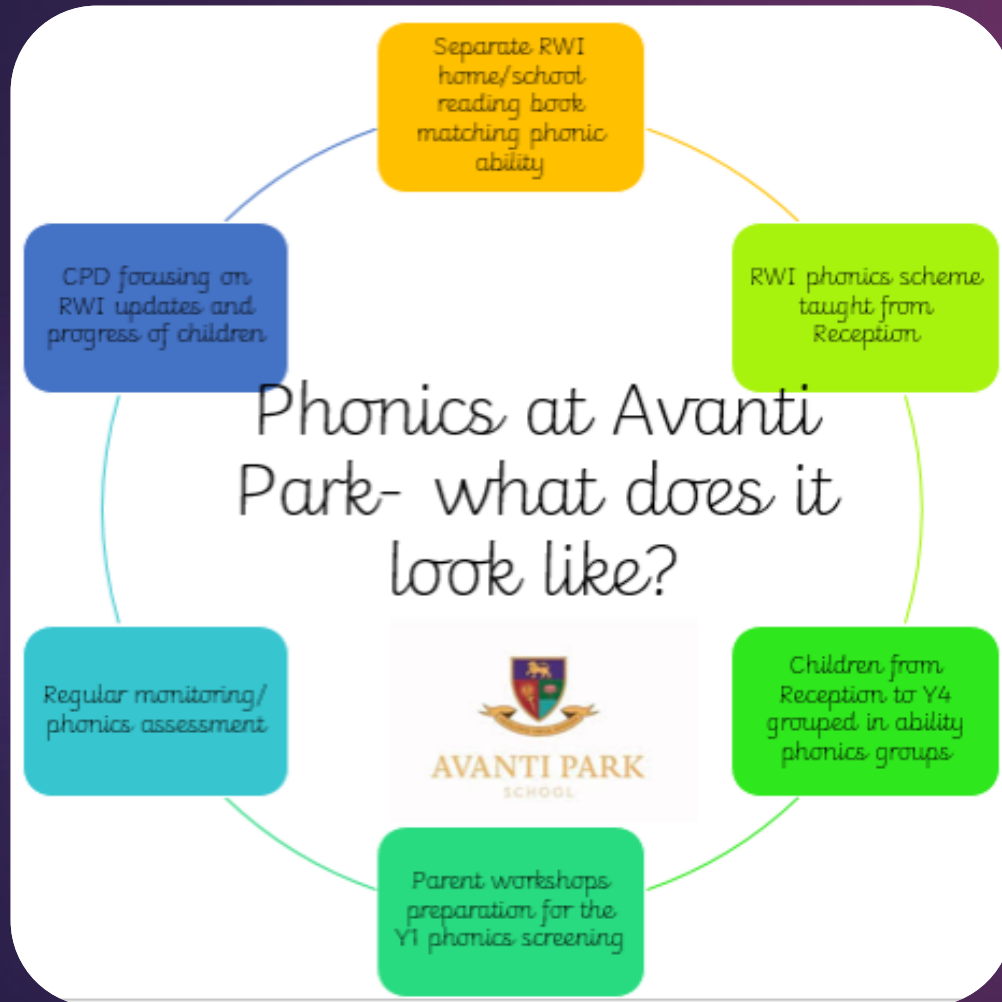 Separate RWI
home/school
reading book
matching phonic
ability
CPD focusing on
RWI updates and
progress of children
RWI phonics scheme
taught from
Reception
Phonics at Avanti
Park- what does it
look like?
Regular monitoring/
phonics assessment
AVANTI PARK
SCHOOL
Children from
Reception to Y4
grouped in ability
phonics groups
Parent workshops
preparation for the
Y1 phonics screening